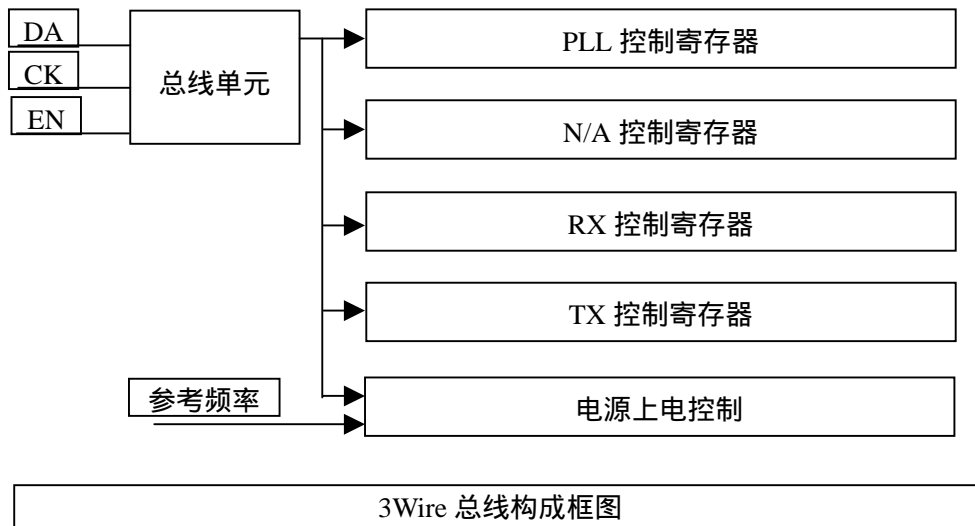 DA
CK
EN
总线单元
PLL 控制寄存器
N/A 控制寄存器
RX 控制寄存器
TX 控制寄存器
参考频率
电源上电控制
3Wire 总线构成框图